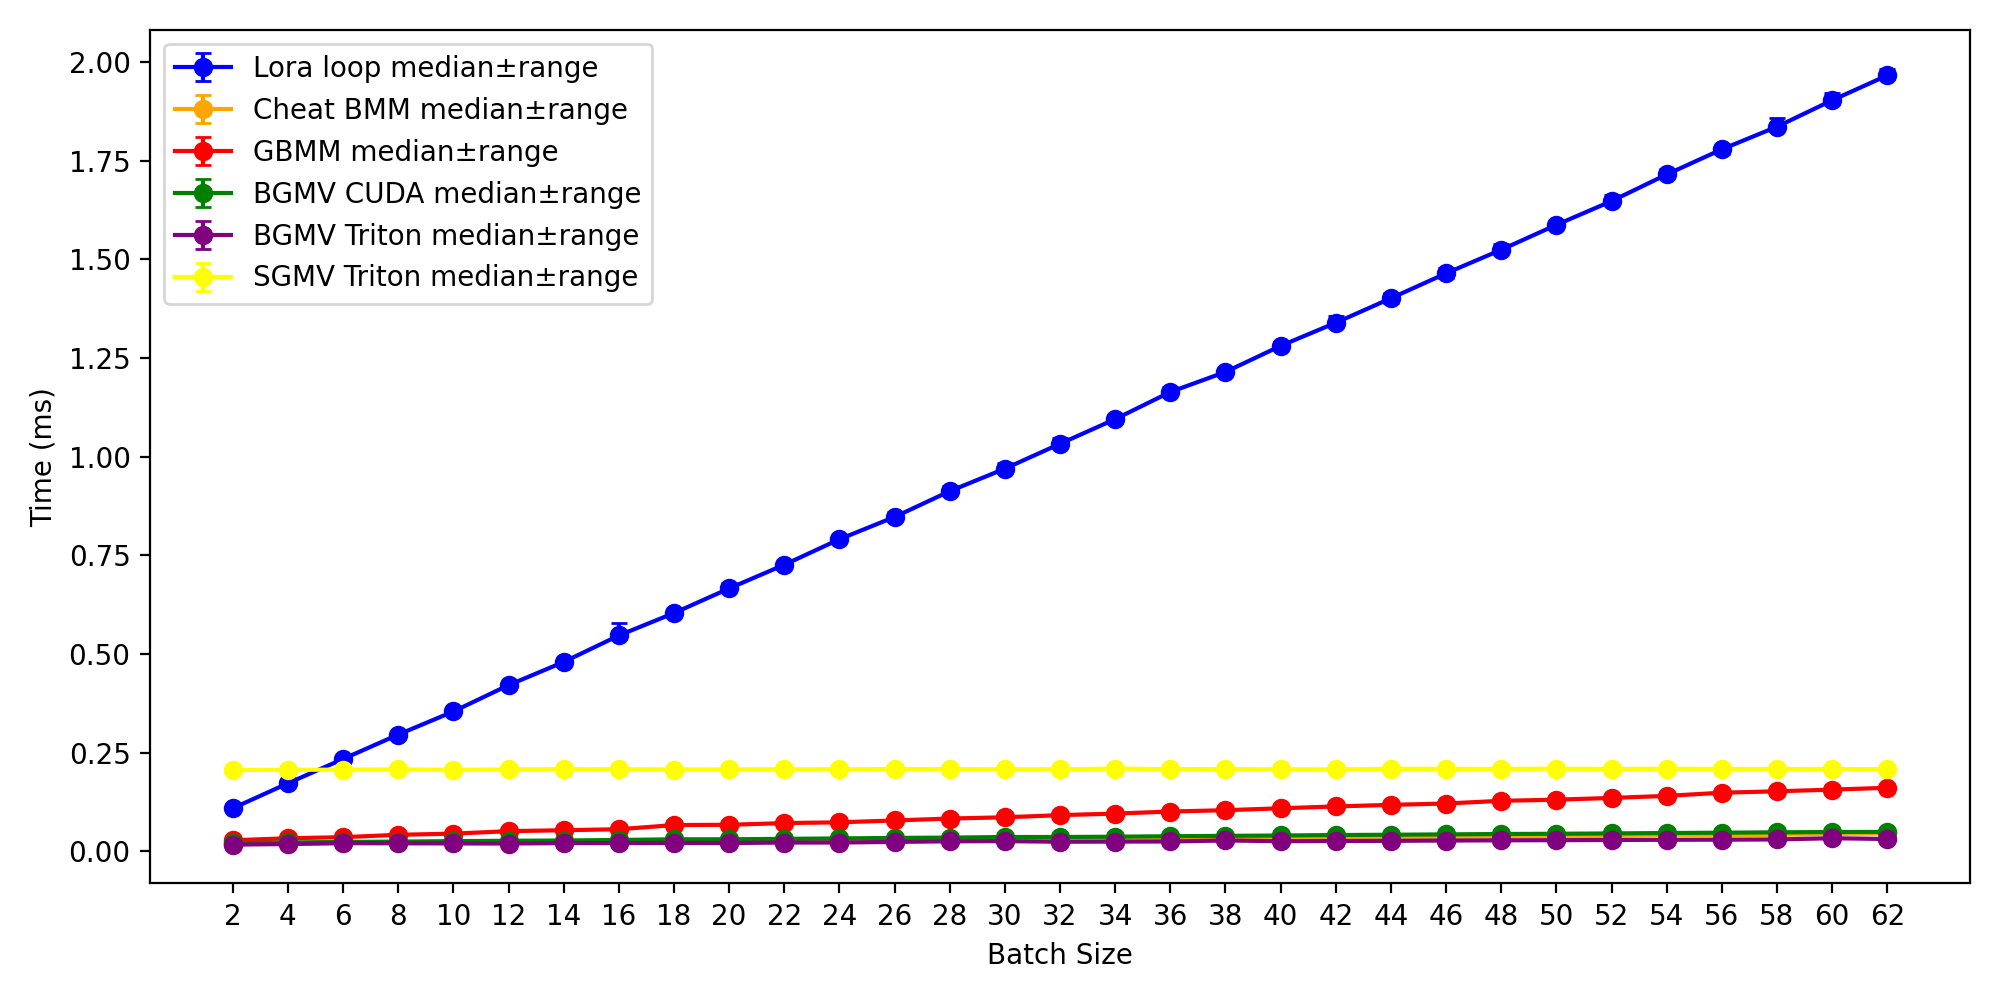 2.00
1.75
1.50
1.25
1.00
0.75
0.50
0.25
0.00
Time (ms)
Lora loop median±range
Cheat BMM median±range
GBMM median±range
BGMV CUDA median±range
BGMV Triton median±range
SGMV Triton median±range
2 4 6 8 10 12 14 16 18 20 22 24 26 28 30 32 34 36 38 40 42 44 46 48 50 52 54 56 58 60 62
Batch Size